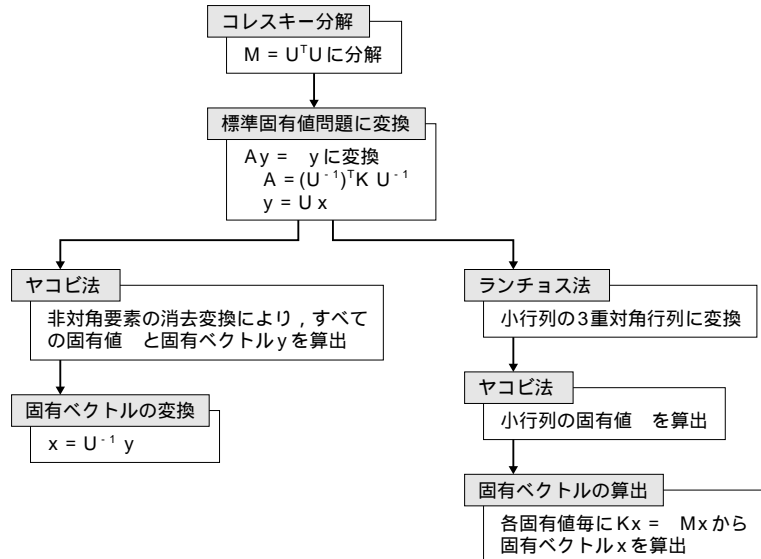 コレスキー分解
M = UᵀUに分解
標準固有値問題に変換
Ay = yに変換
A = (U⁻¹)ᵀK U⁻¹
y = U x
ヤコビ法
非対角要素の消去変換により，すべて
の固有値 と固有ベクトルyを算出
固有ベクトルの変換
x = U⁻¹ y
ランチョス法
小行列の3重対角行列に変換
ヤコビ法
小行列の固有値 を算出
固有ベクトルの算出
各固有値毎にKx = Mxから
固有ベクトルxを算出